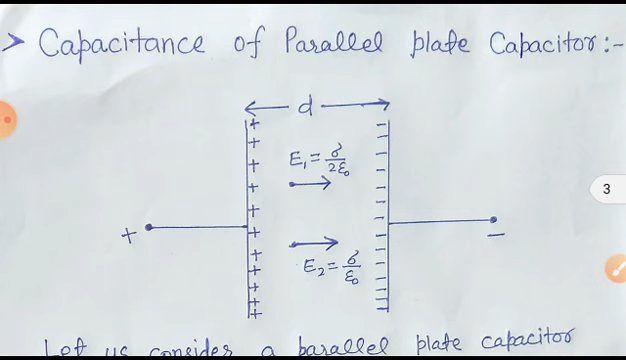 > Capacitance of Parallel plate Capacitor:-
d
E₁ = σ/2ε₀
3
+
E₂ = σ/ε₀
−
Let us consider a parallel plate capacitor